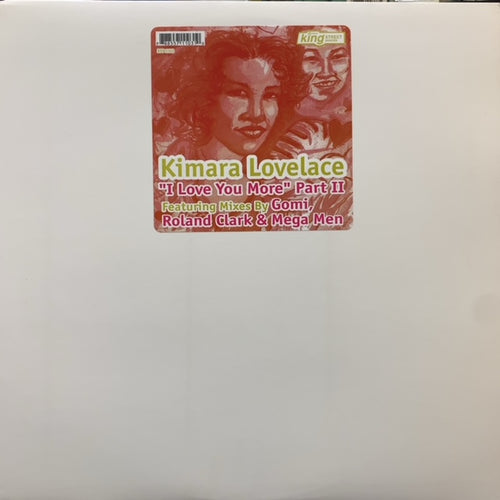 king STREET
Kimara Lovelace
"I Love You More" Part II
Featuring Mixes By Gomi,
Roland Clark & Mega Men